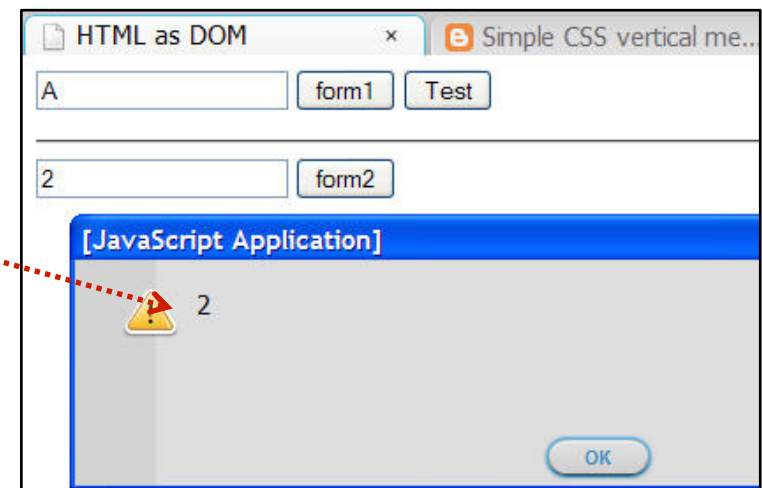 HTML as DOM × Simple CSS vertical me...
A form1 Test
2 form2
[JavaScript Application]
2
OK